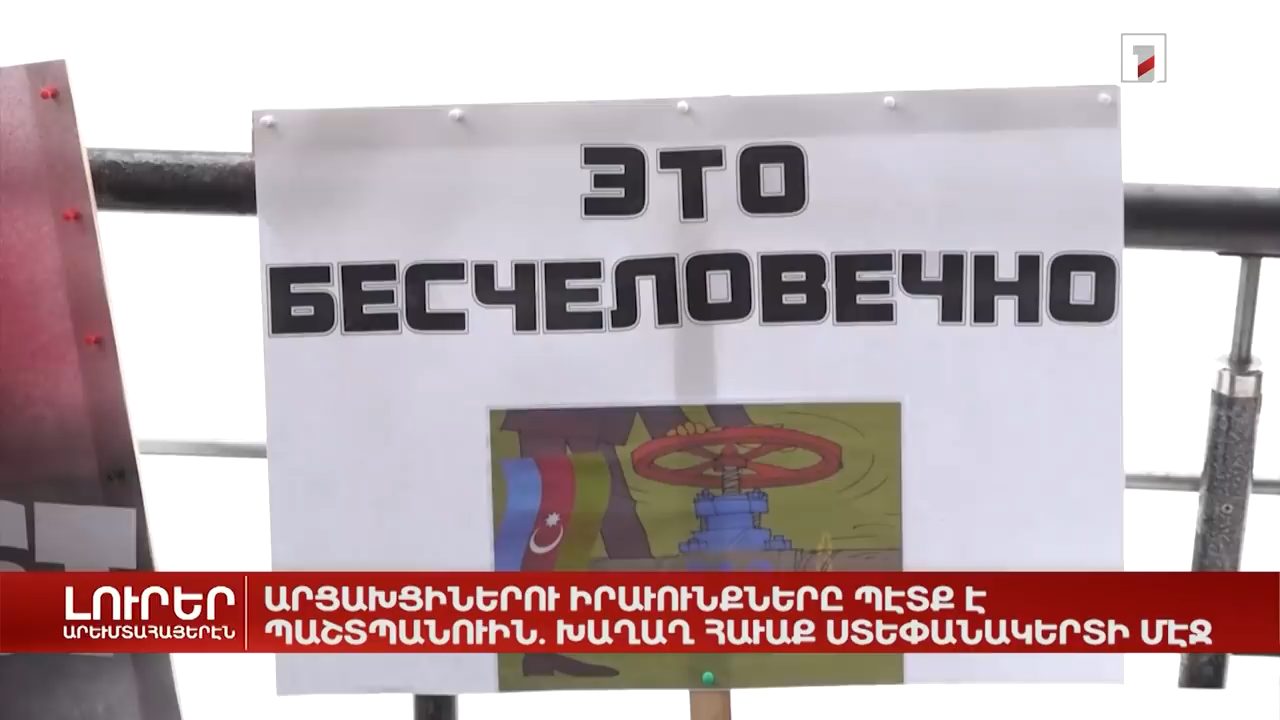 ЭТО
БЕСЧЕЛОВЕЧНО
ԼՈՒՐԵՐ
ԱՐԵՒՄՏԱՀԱՅԵՐԷՆ
ԱՐՑԱԽՑԻՆԵՐՈՒ ԻՐԱՒՈՒՆՔՆԵՐԸ ՊԷՏՔ Է
ՊԱՇՏՊԱՆՈՒԻՆ. ԽԱՂԱՂ ՀԱՒԱՔ ՍՏԵՓԱՆԱԿԵՐՏԻ ՄԷՋ